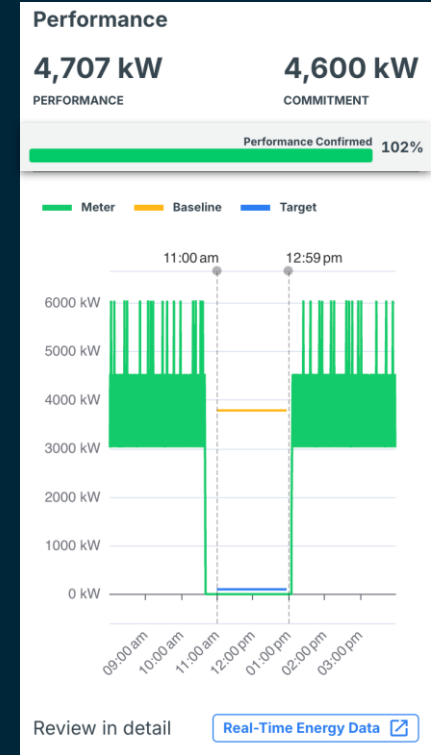 Performance
4,707 kW 4,600 kW
PERFORMANCE COMMITMENT
Performance Confirmed 102%
Meter Baseline Target
11:00 am 12:59 pm
6000 kW
5000 kW
4000 kW
3000 kW
2000 kW
1000 kW
0 kW
09:00 am 10:00 am 11:00 am 12:00 pm 01:00 pm 02:00 pm 03:00 pm
Review in detail Real-Time Energy Data